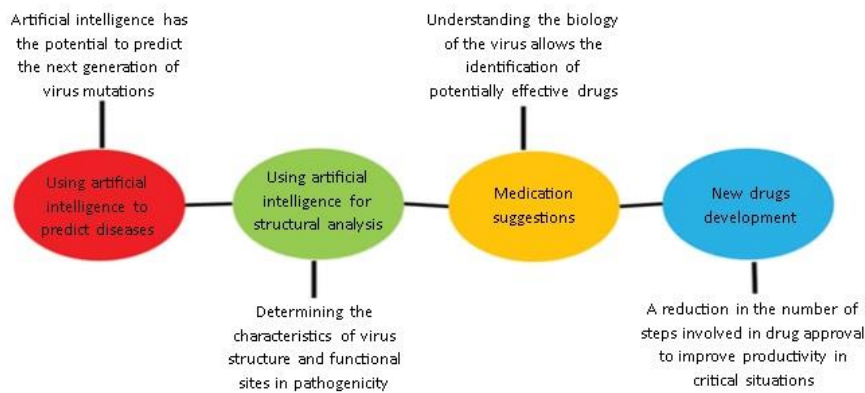 Artificial intelligence has
the potential to predict
the next generation of
virus mutations
Understanding the biology
of the virus allows the
identification of
potentially effective drugs
Using artificial
intelligence to
predict diseases
Using artificial
intelligence for
structural analysis
Medication
suggestions
New drugs
development
Determining the
characteristics of virus
structure and functional
sites in pathogenicity
A reduction in the number of
steps involved in drug approval
to improve productivity in
critical situations